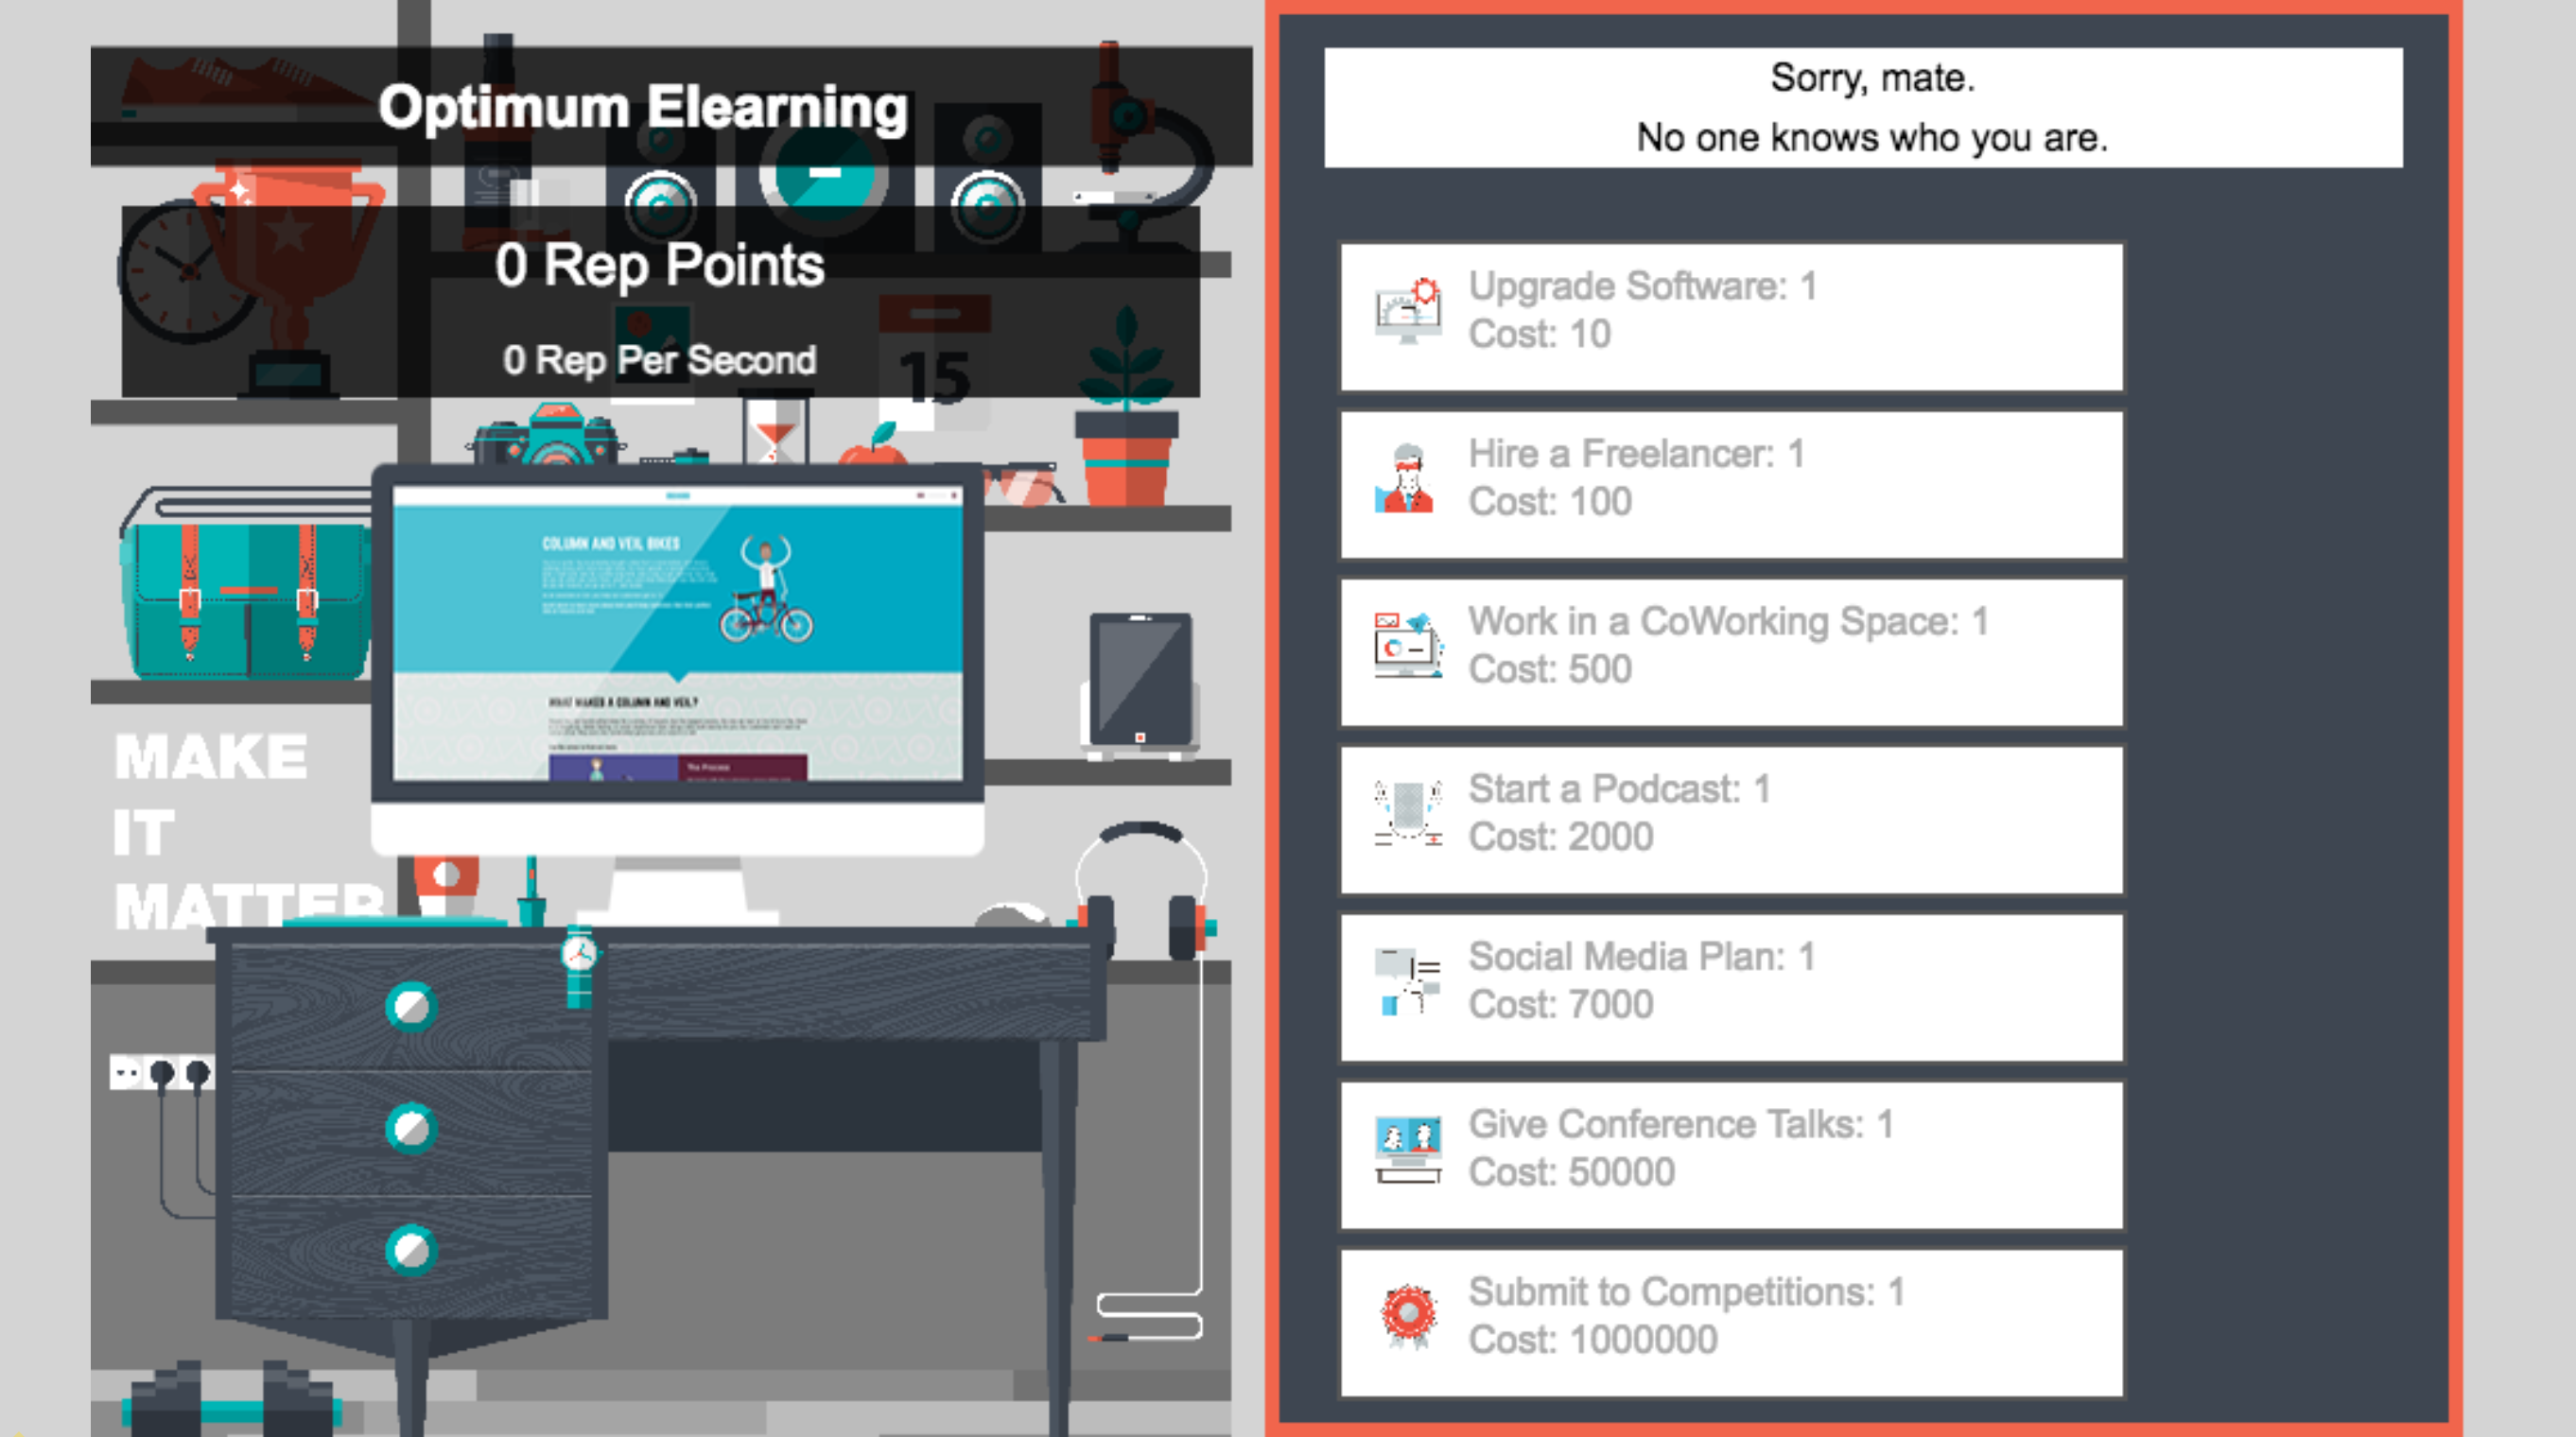 Optimum Elearning
0 Rep Points
0 Rep Per Second
15
COLUMN AND VEIL BIKES
WHAT MAKES A COLUMN AND VEIL?
The Process
MAKE
IT
MATTER
Sorry, mate.
No one knows who you are.
Upgrade Software: 1
Cost: 10
Hire a Freelancer: 1
Cost: 100
Work in a CoWorking Space: 1
Cost: 500
Start a Podcast: 1
Cost: 2000
Social Media Plan: 1
Cost: 7000
Give Conference Talks: 1
Cost: 50000
Submit to Competitions: 1
Cost: 1000000